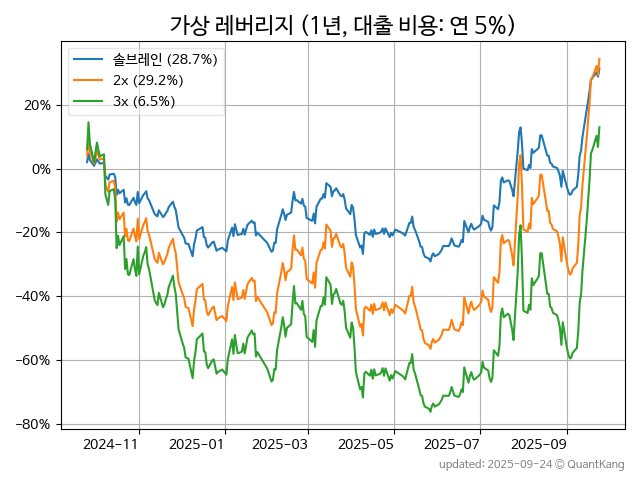 가상 레버리지 (1년, 대출 비용: 연 5%)
솔브레인 (28.7%)
2x (29.2%)
3x (6.5%)
20%
0%
−20%
−40%
−60%
−80%
2024-11 2025-01 2025-03 2025-05 2025-07 2025-09
updated: 2025-09-24 © QuantKang